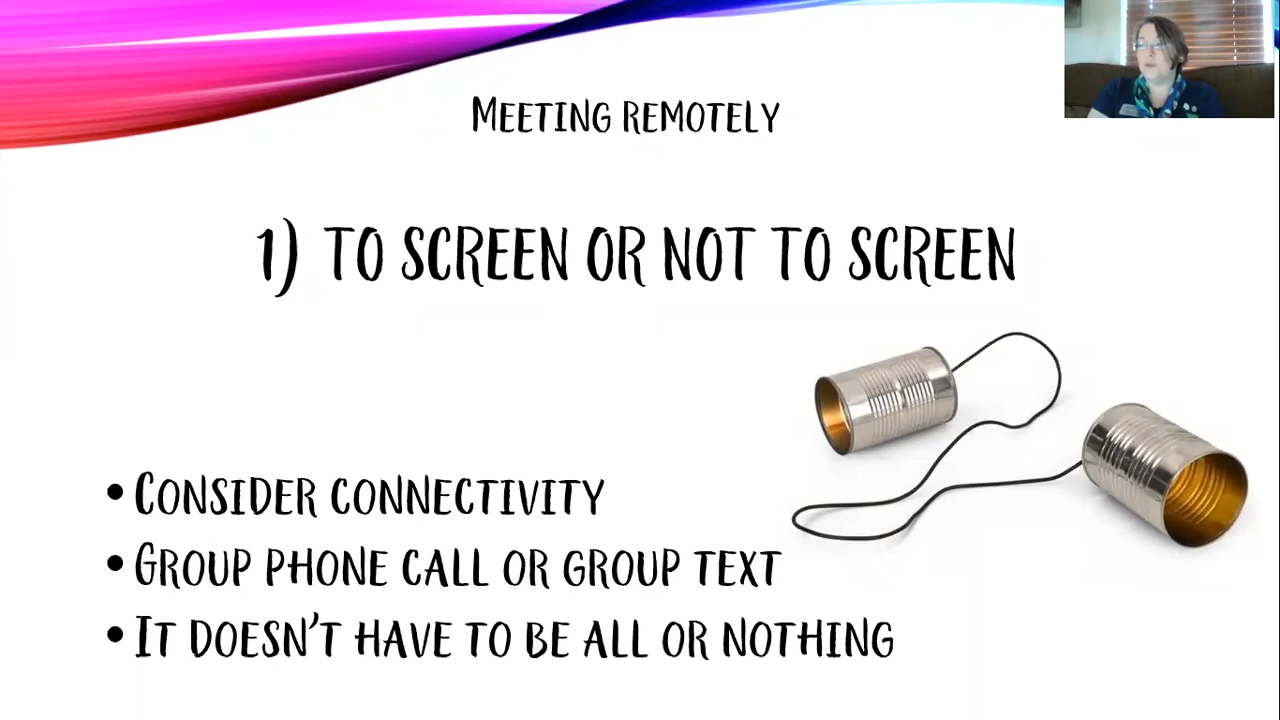 MEETING REMOTELY
1) TO SCREEN OR NOT TO SCREEN
• CONSIDER CONNECTIVITY
• GROUP PHONE CALL OR GROUP TEXT
• IT DOESN'T HAVE TO BE ALL OR NOTHING